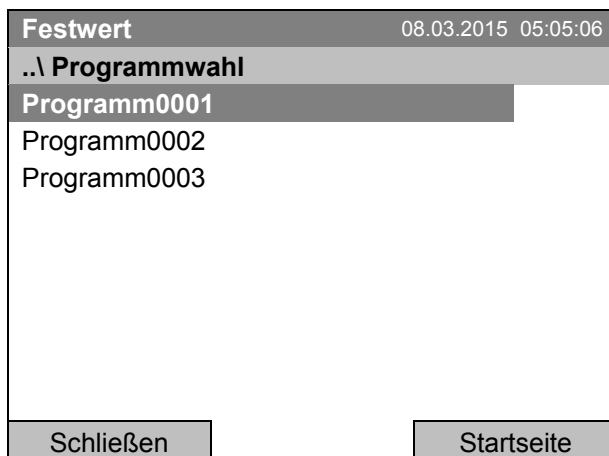 Festwert 08.03.2015 05:05:06
..\ Programmwahl
Programm0001
Programm0002
Programm0003
Schließen Startseite